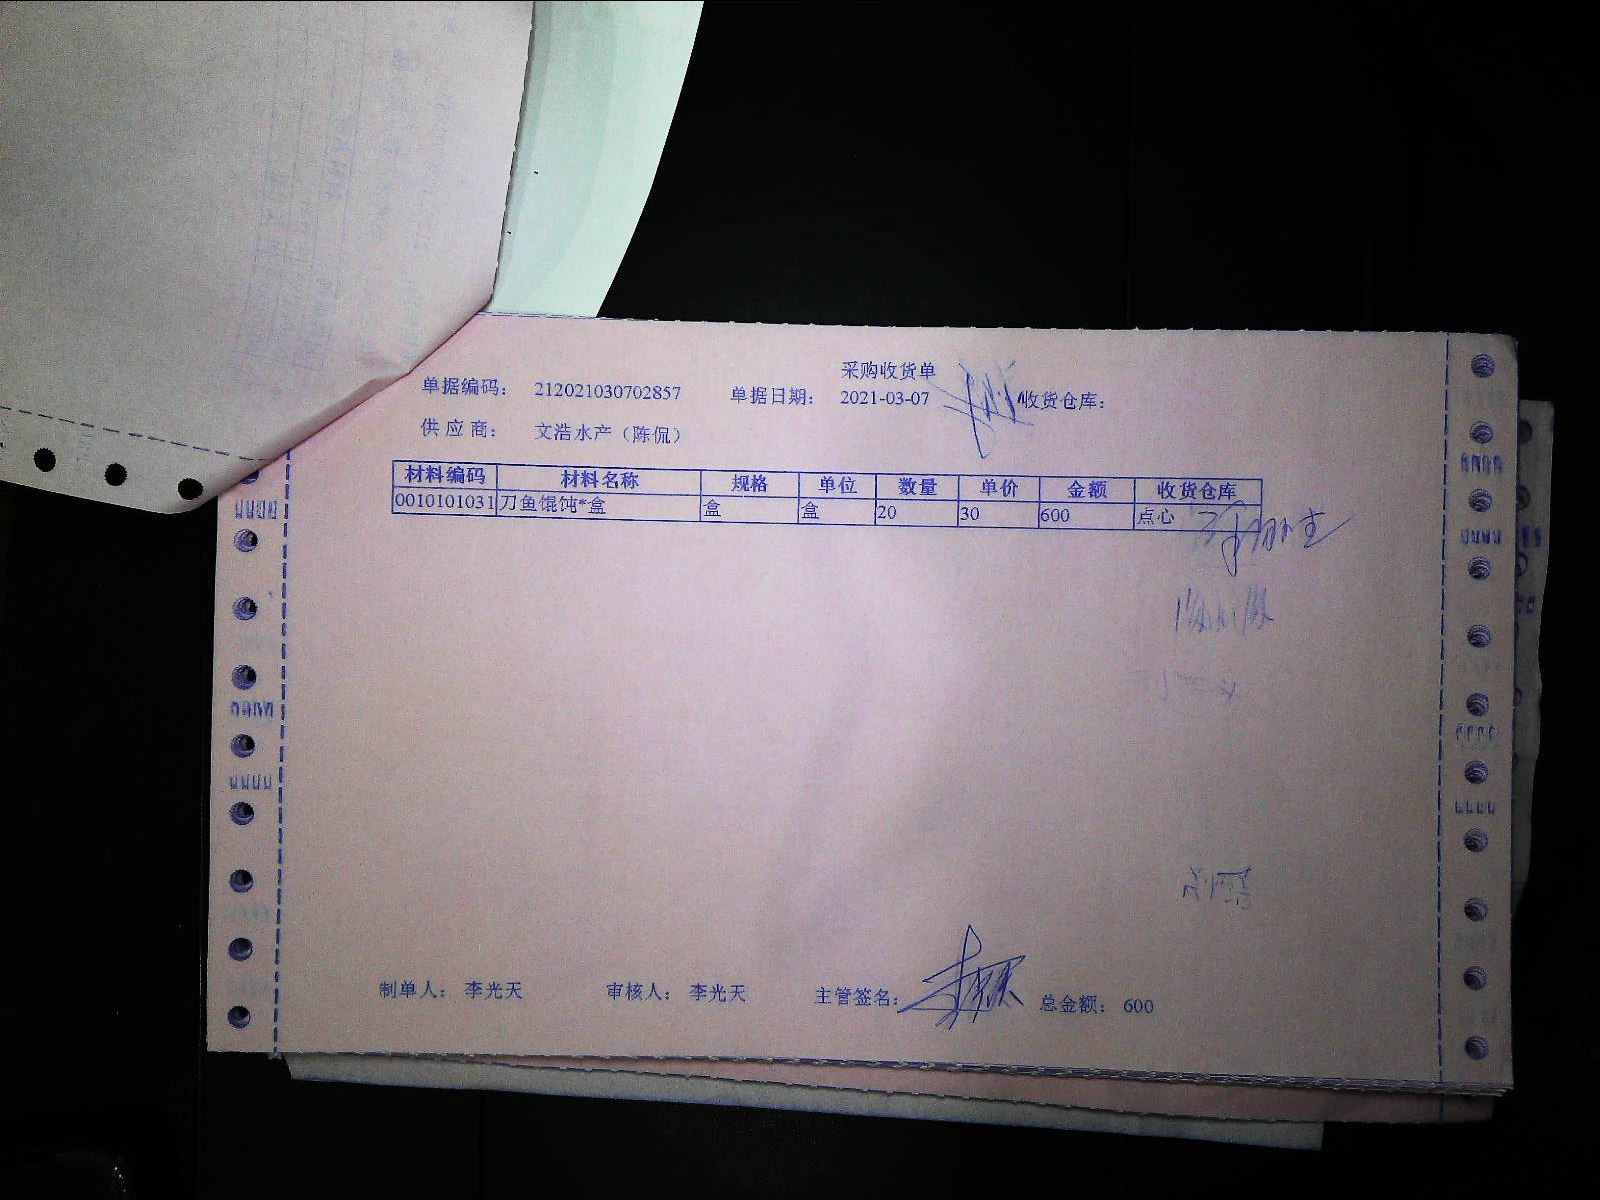 采购收货单
单据编码： 212021030702857 单据日期： 2021-03-07 收货仓库：
供应商： 文浩水产（陈侃）
材料编码 材料名称 规格 单位 数量 单价 金额 收货仓库
0010101031 刀鱼馄饨*盒 盒 盒 20 30 600 点心
制单人： 李光天 审核人： 李光天 主管签名： 总金额： 600